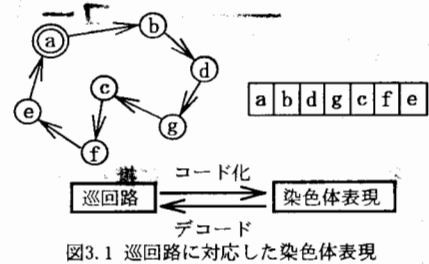 a
b
d
c
e
g
f
a b d g c f e
コード化
巡回路
染色体表現
デコード
図3.1 巡回路に対応した染色体表現